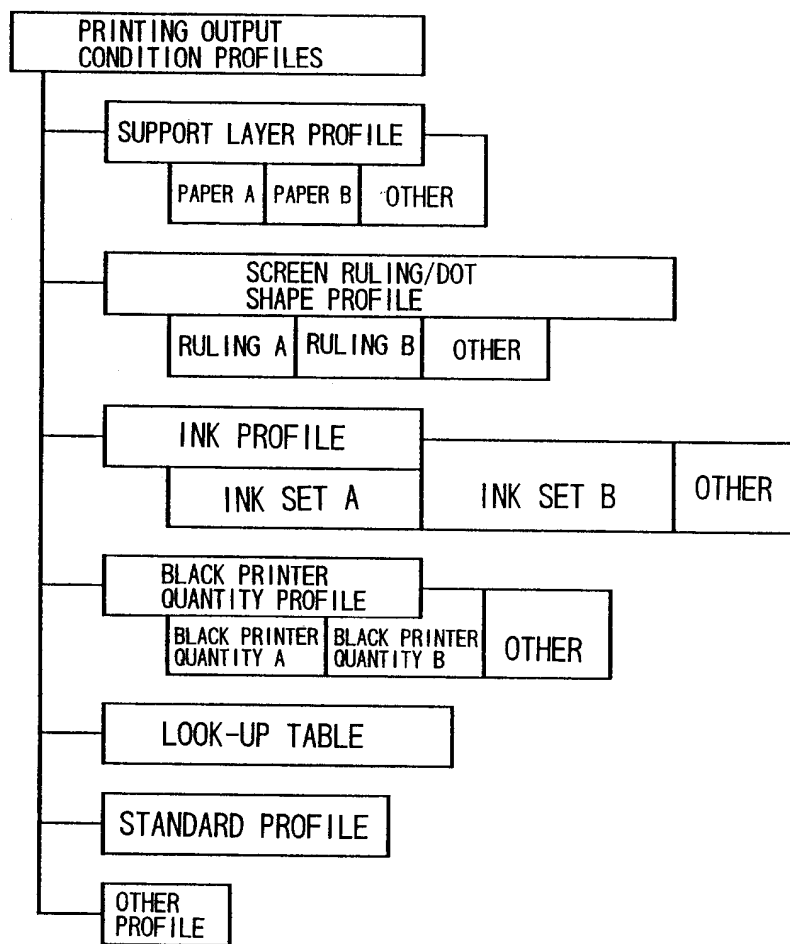 PRINTING OUTPUT
CONDITION PROFILES
SUPPORT LAYER PROFILE
PAPER A PAPER B OTHER
SCREEN RULING/DOT
SHAPE PROFILE
RULING A RULING B OTHER
INK PROFILE
INK SET A INK SET B OTHER
BLACK PRINTER
QUANTITY PROFILE
BLACK PRINTER
QUANTITY A
BLACK PRINTER
QUANTITY B
OTHER
LOOK-UP TABLE
STANDARD PROFILE
OTHER
PROFILE